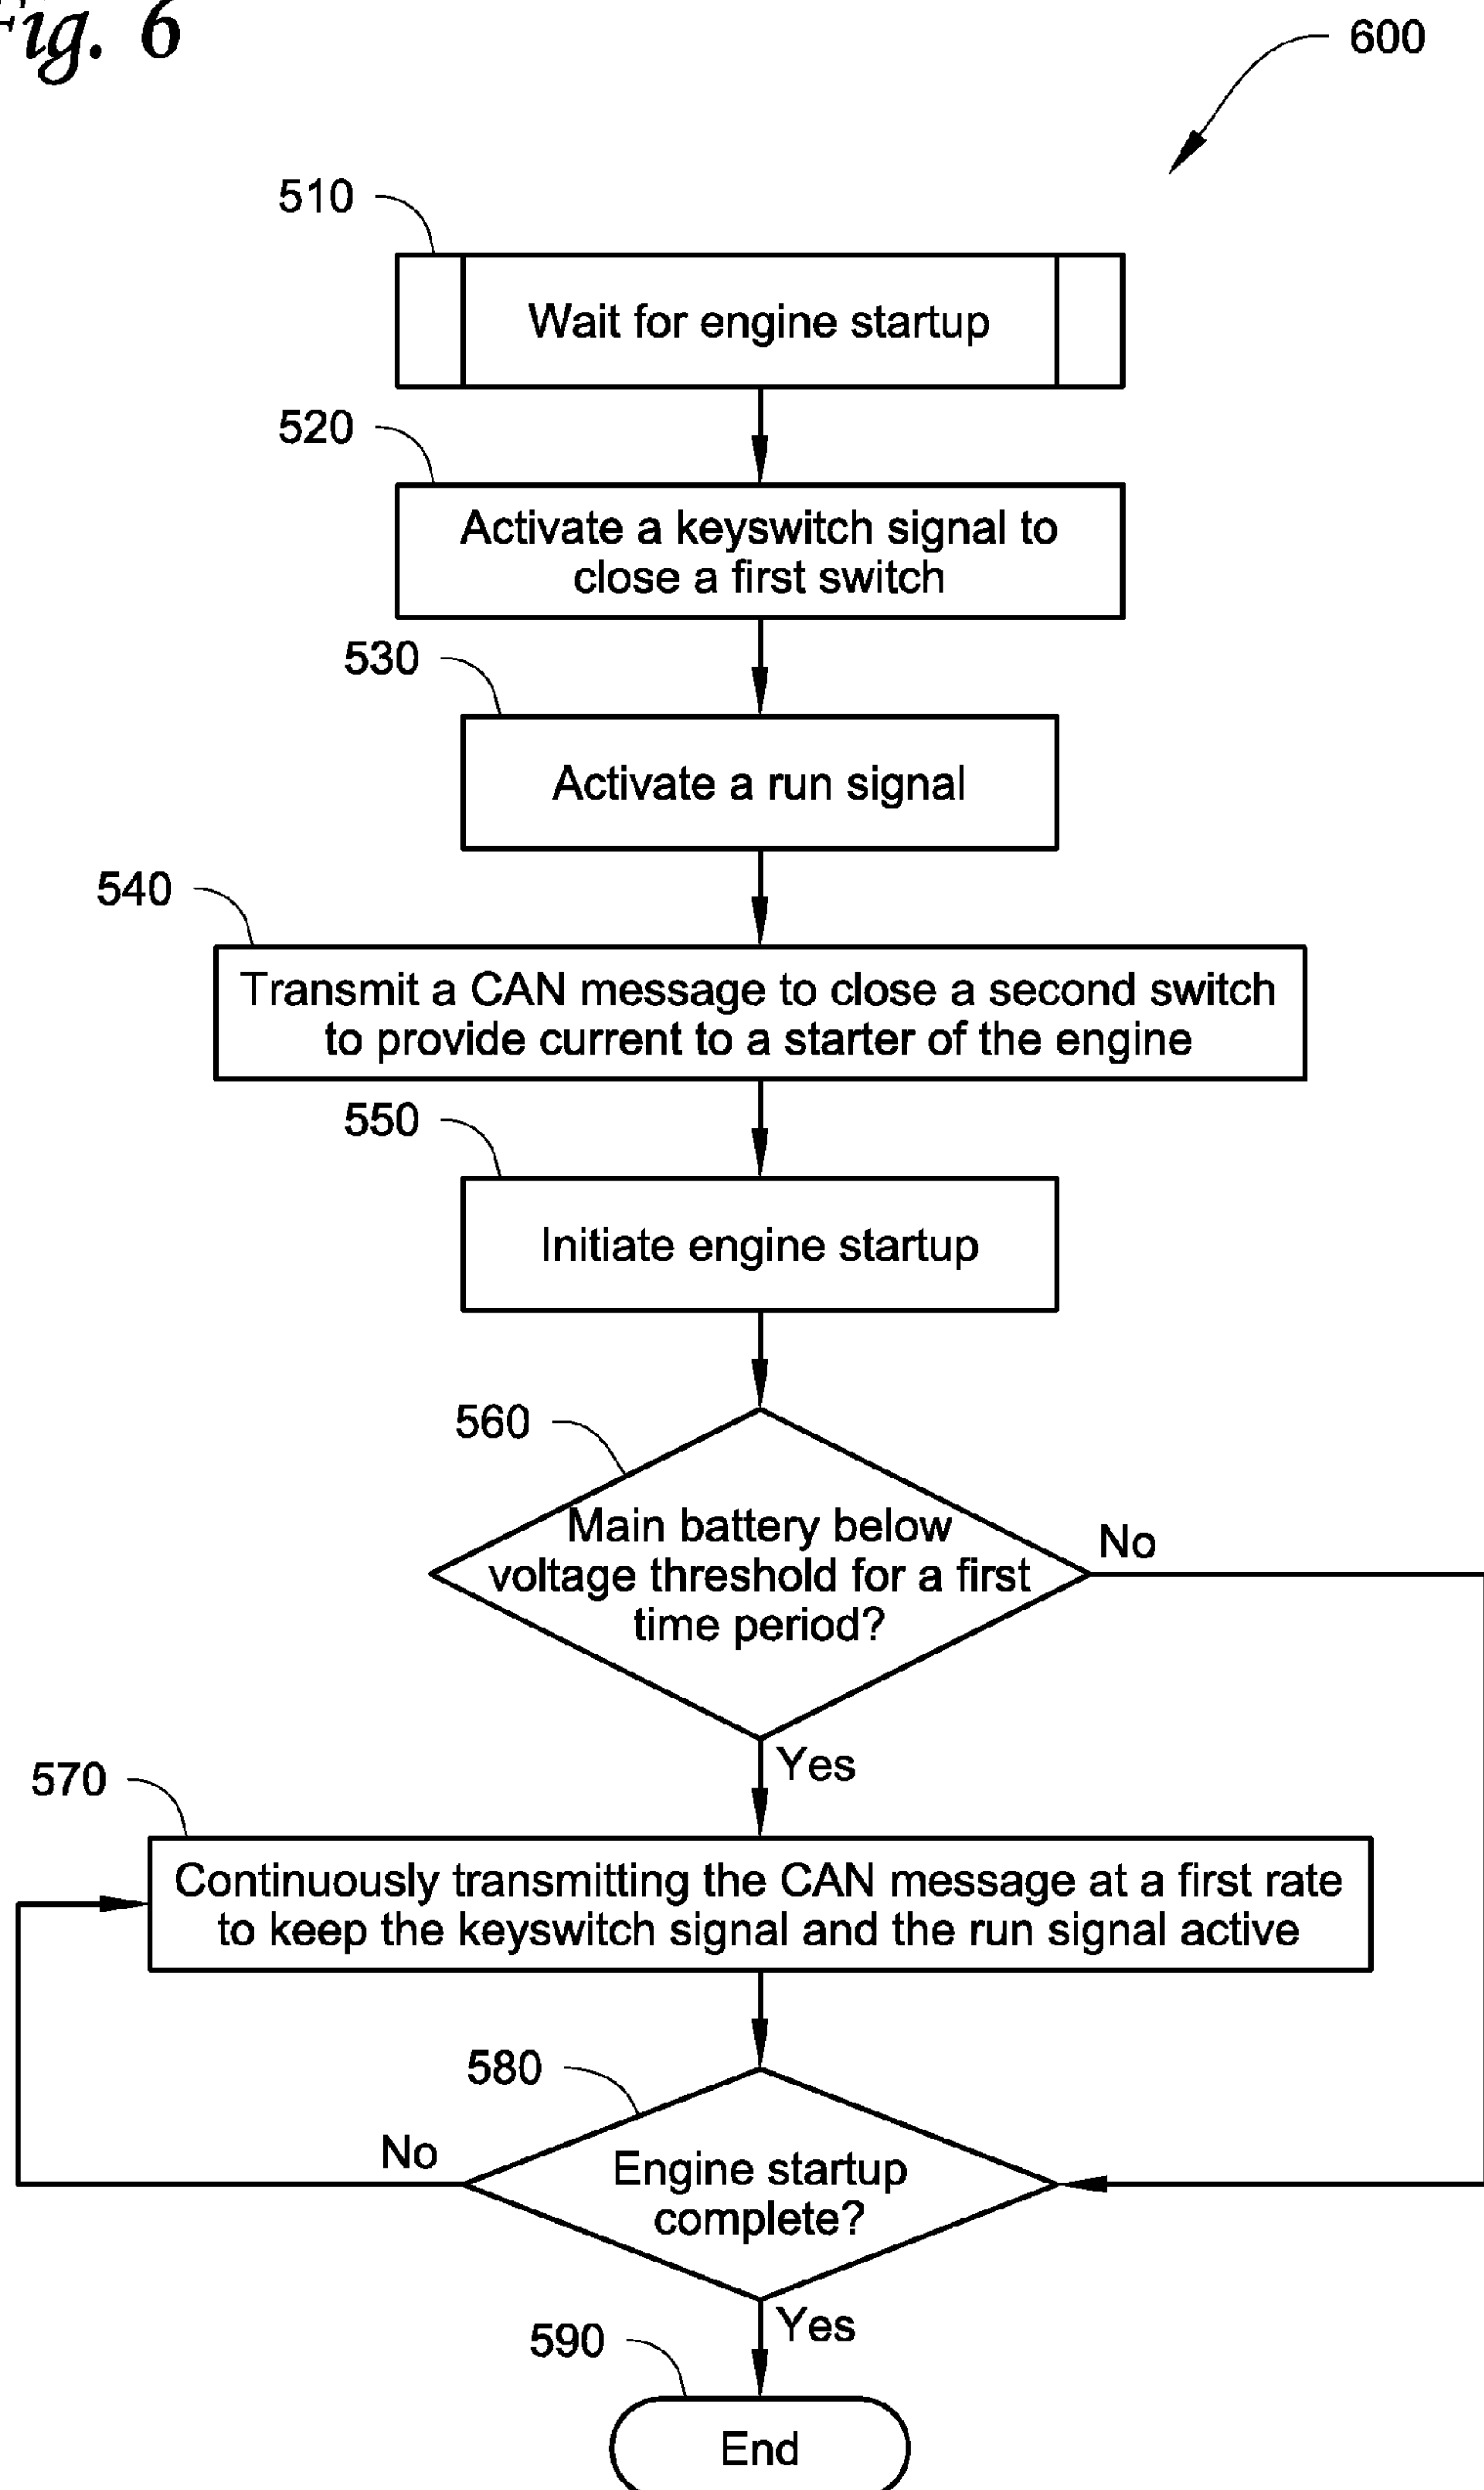 Fig. 6
600
510
Wait for engine startup
520
Activate a keyswitch signal to
close a first switch
530
Activate a run signal
540
Transmit a CAN message to close a second switch
to provide current to a starter of the engine
550
Initiate engine startup
560
Main battery below
voltage threshold for a first
time period?
No
Yes
570
Continuously transmitting the CAN message at a first rate
to keep the keyswitch signal and the run signal active
580
No
Engine startup
complete?
Yes
590
End